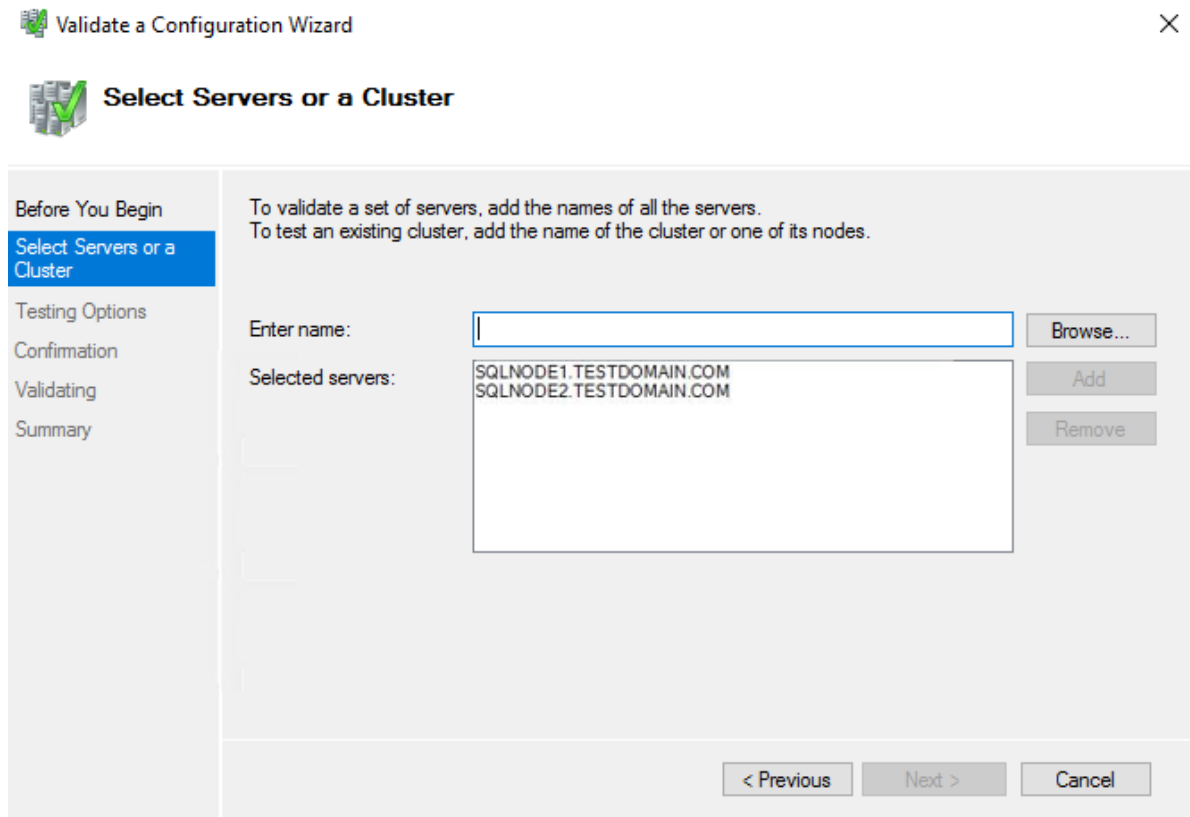 Validate a Configuration Wizard
Select Servers or a Cluster
Before You Begin
Select Servers or a
Cluster
Testing Options
Confirmation
Validating
Summary
To validate a set of servers, add the names of all the servers.
To test an existing cluster, add the name of the cluster or one of its nodes.
Enter name:
Browse...
Selected servers:
SQLNODE1.TESTDOMAIN.COM
SQLNODE2.TESTDOMAIN.COM
Add
Remove
< Previous
Next >
Cancel